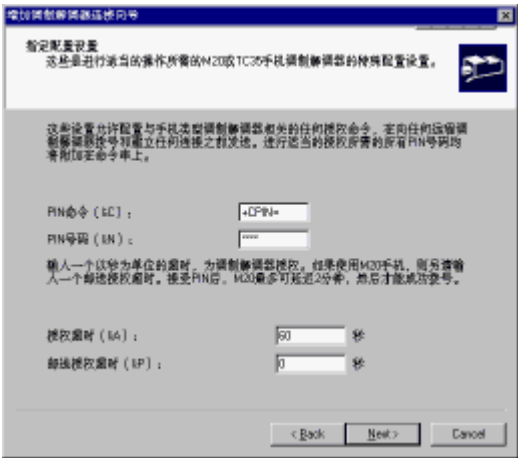 增加调制解调器连接向导
指定配置设置
这些是进行适当的操作所需的M20或TC35手机调制解调器的特殊配置设置。
这些设置允许配置与手机类型调制解调器相关的任何授权命令，在向任何远程调
制解调器拨号和建立任何连接之前发送。进行适当的授权所需的所有PIN号码均
将附加在命令串上。
PIN命令（&C）：
+CPIN=
PIN号码（&N）：
****
输入一个以秒为单位的超时，为调制解调器授权。如果使用M20手机，则另请输
入一个邮递授权超时。接受PIN后，M20最多可延迟2分钟，然后才能成功拨号。
授权超时（&A）：
60
秒
邮递授权超时（&P）：
0
秒
< Back
Next >
Cancel